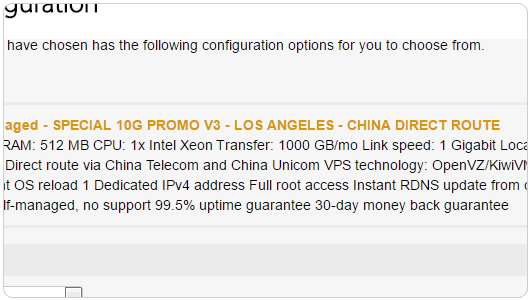 guration
have chosen has the following configuration options for you to choose from.
aged - SPECIAL 10G PROMO V3 - LOS ANGELES - CHINA DIRECT ROUTE
RAM: 512 MB CPU: 1x Intel Xeon Transfer: 1000 GB/mo Link speed: 1 Gigabit Loca
Direct route via China Telecom and China Unicom VPS technology: OpenVZ/KiwiVM
nt OS reload 1 Dedicated IPv4 address Full root access Instant RDNS update from c
lf-managed, no support 99.5% uptime guarantee 30-day money back guarantee